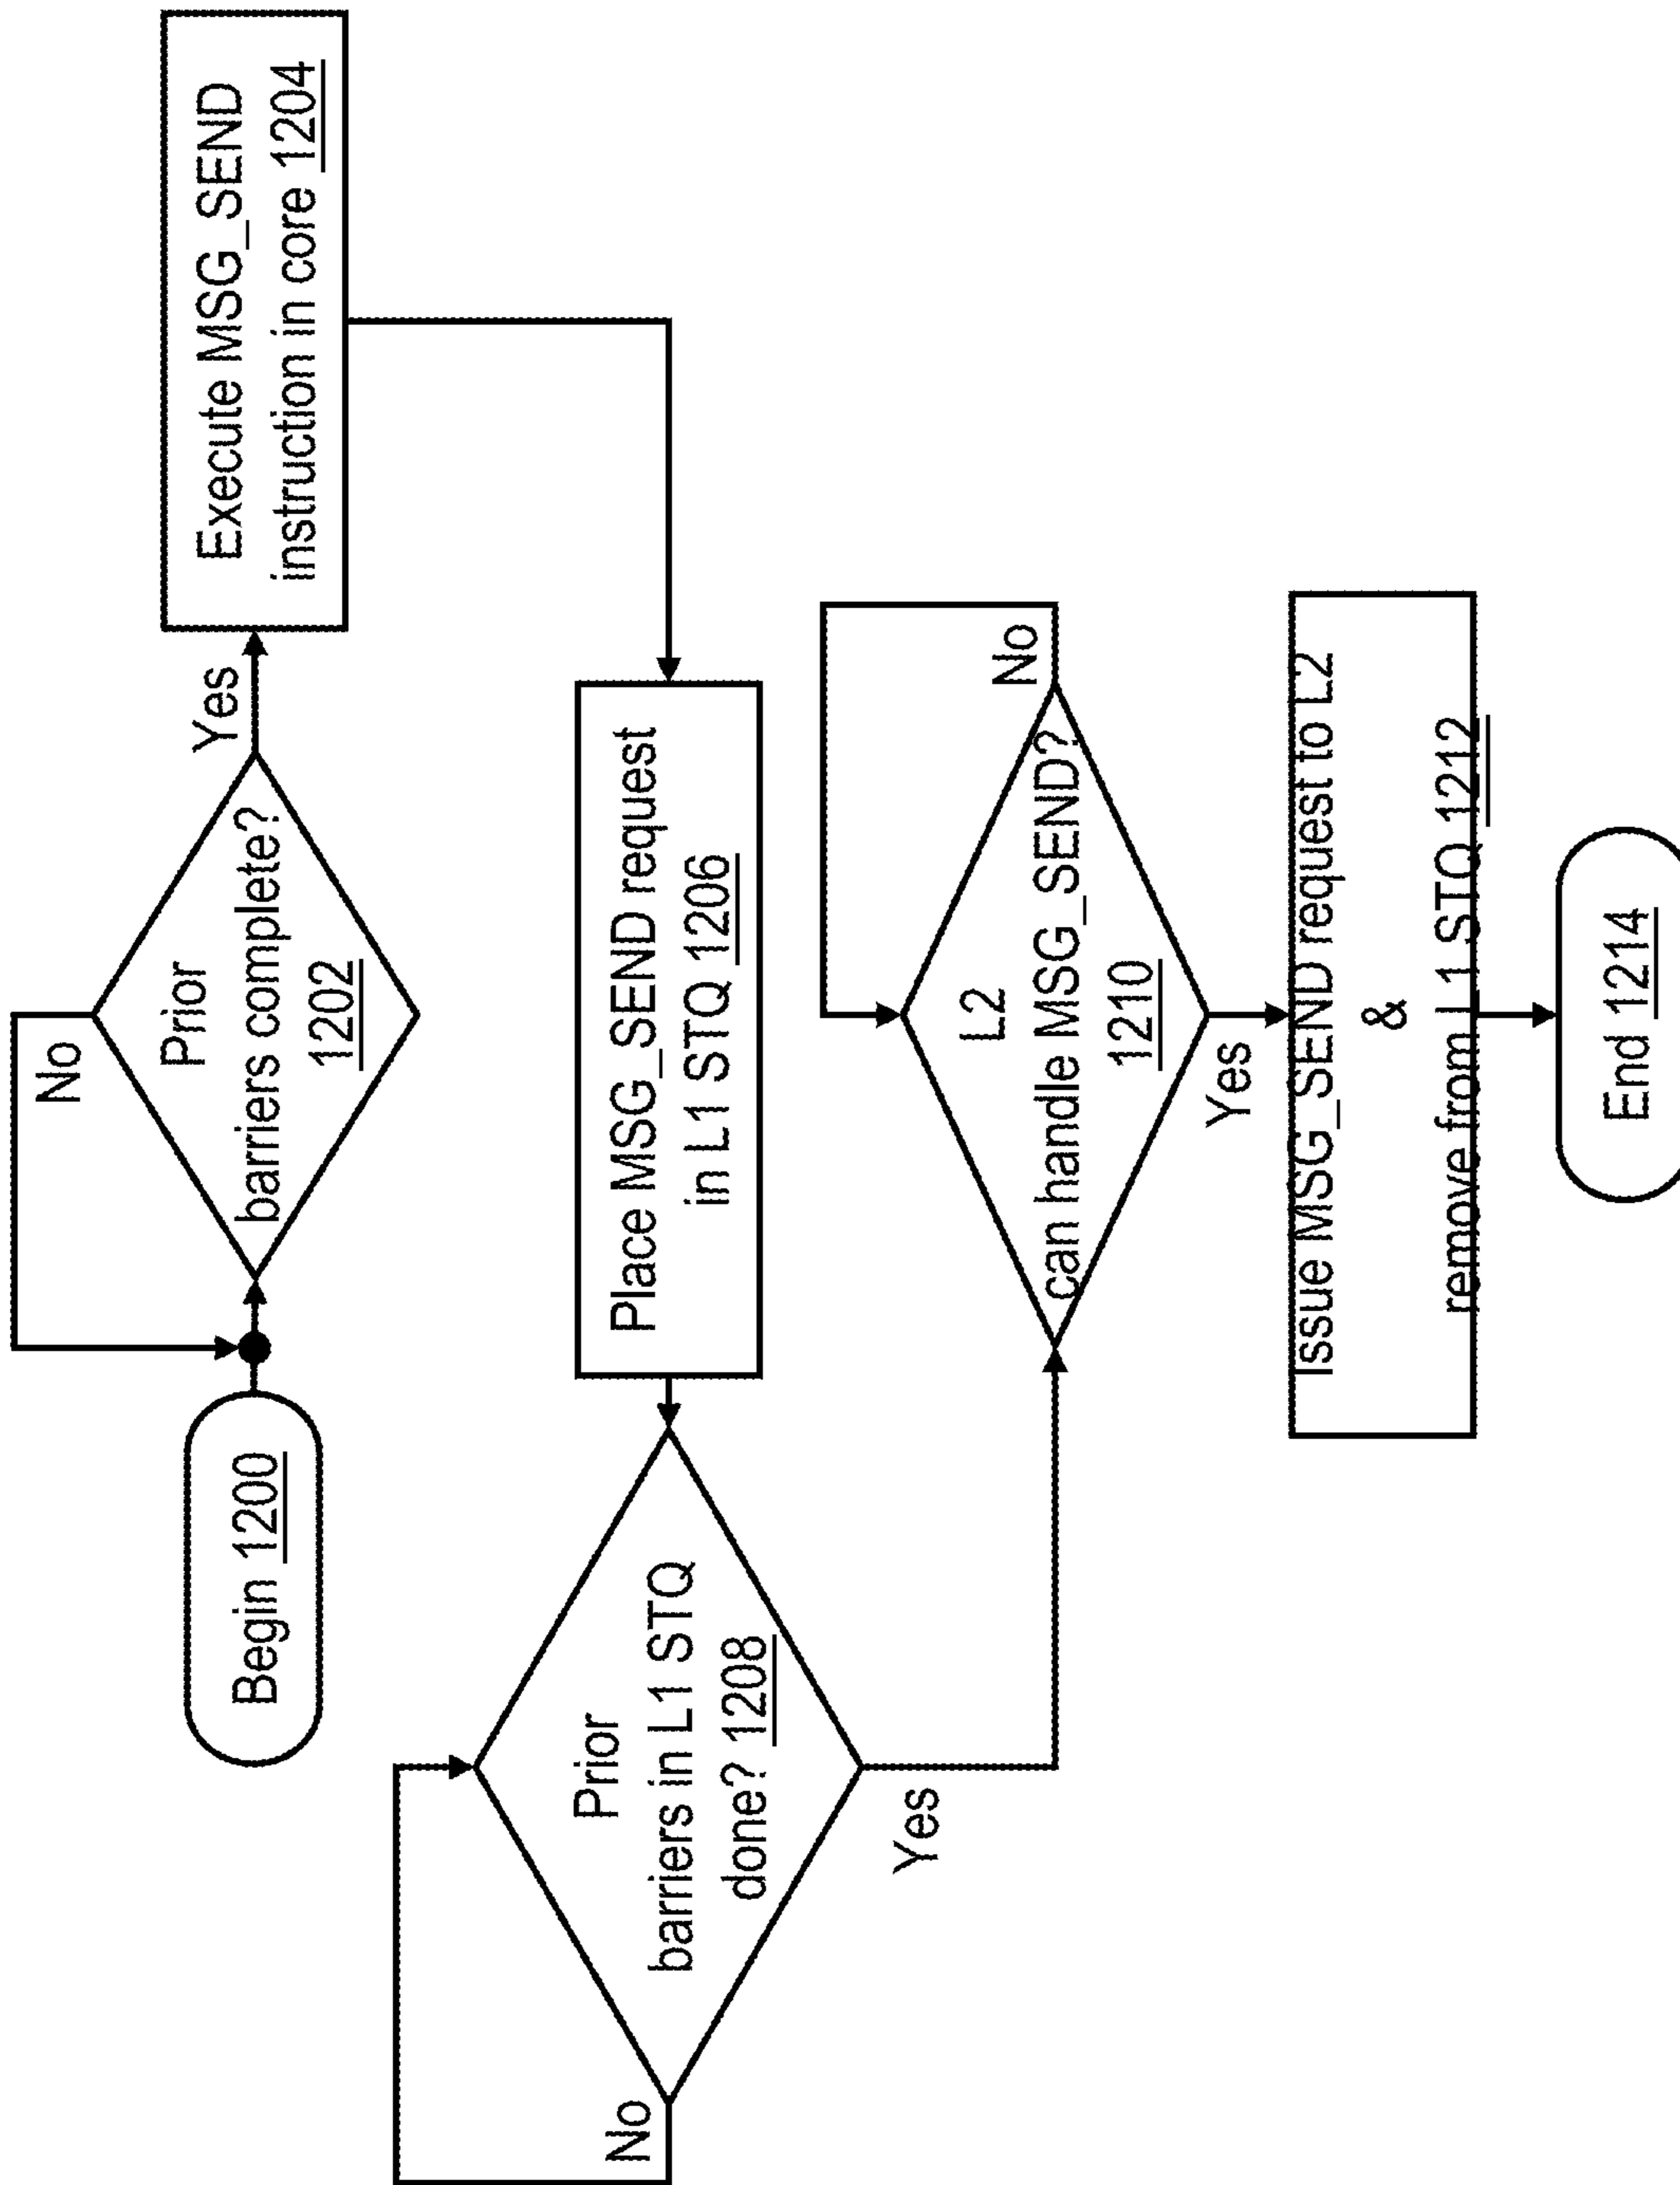 Begin 1200
No
Prior
barriers complete?
1202
Yes
Execute MSG_SEND
instruction in core 1204
Place MSG_SEND request
in L1 STQ 1206
No
Prior
barriers in L1 STQ
done? 1208
Yes
L2
can handle MSG_SEND?
1210
No
Yes
Issue MSG_SEND request to L2
&
remove from L1 STQ 1212
End 1214